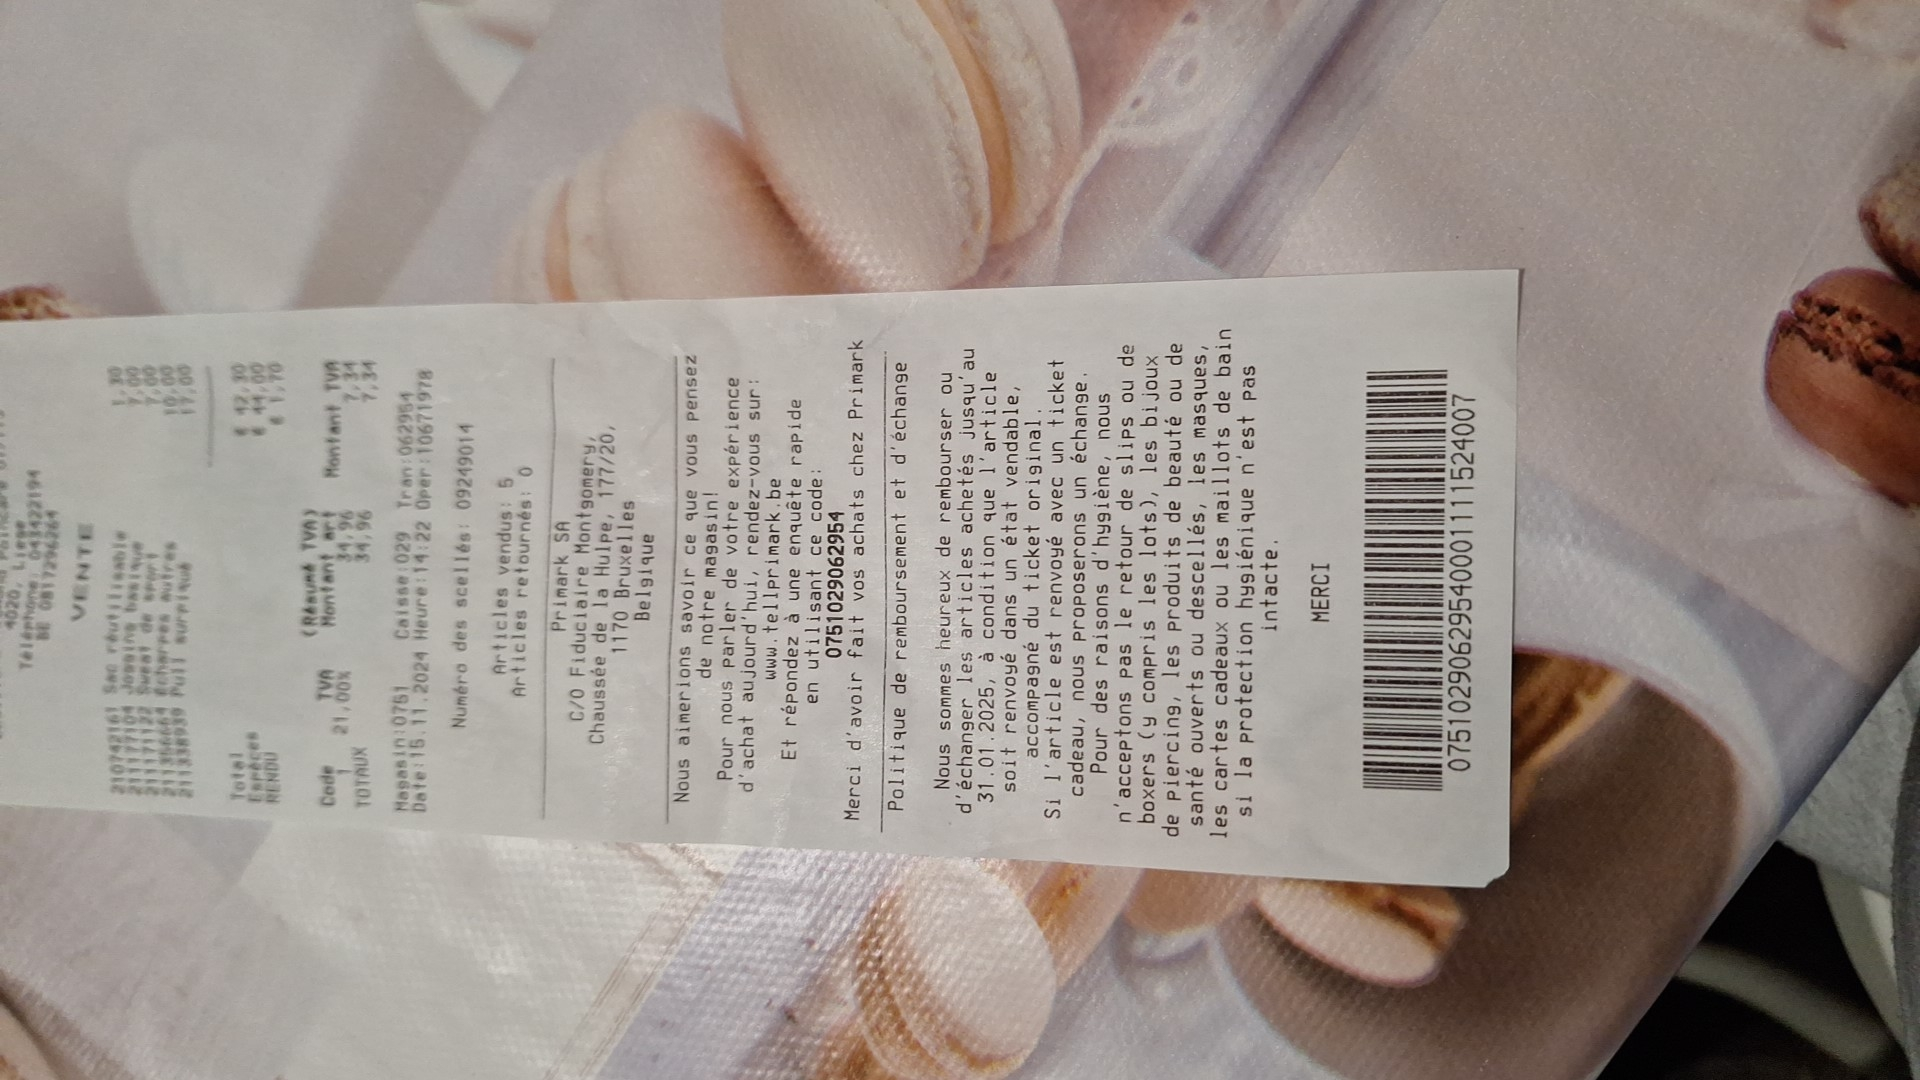 4020, Liege
Téléphone: 043422194
BE 0817296264
VENTE
210742161 Sac réutilisable 1,30
211177104 Jogging basique 7,00
211171122 Sweat de sport 7,00
211356664 Écharpes autres 10,00
211338939 Pull surpiqué 17,00
Total € 42,30
Espèces € 44,00
RENDU € 1,70
(Résumé TVA)
Code TVA Montant art Montant TVA
1 21,00% 34,96 7,34
TOTAUX 34,96 7,34
Magasin:0751 Caisse:029 Tran:062954
Date:15.11.2024 Heure:14:22 Oper:10671978
Numéro des scellés: 09249014
Articles vendus: 5
Articles retournés: 0
Primark SA
C/O Fiduciaire Montgomery,
Chaussée de la Hulpe, 177/20,
1170 Bruxelles
Belgique
Nous aimerions savoir ce que vous pensez
de notre magasin!
Pour nous parler de votre expérience
d'achat aujourd'hui, rendez-vous sur:
www.tellprimark.be
Et répondez à une enquête rapide
en utilisant ce code:
0751029062954
Merci d'avoir fait vos achats chez Primark
Politique de remboursement et d'échange
Nous sommes heureux de rembourser ou
d'échanger les articles achetés jusqu'au
31.01.2025, à condition que l'article
soit renvoyé dans un état vendable,
accompagné du ticket original.
Si l'article est renvoyé avec un ticket
cadeau, nous proposerons un échange.
Pour des raisons d'hygiène, nous
n'acceptons pas le retour de slips ou de
boxers (y compris les lots), les bijoux
de piercing, les produits de beauté ou de
santé ouverts ou descellés, les masques,
les cartes cadeaux ou les maillots de bain
si la protection hygiénique n'est pas
intacte.
MERCI
07510290629540001111524007